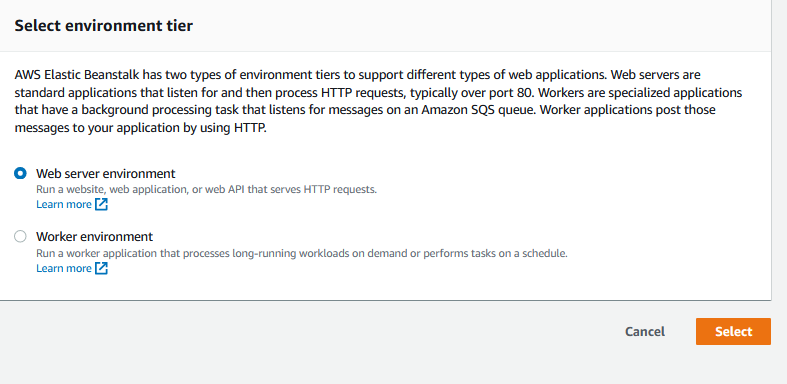 Select environment tier
AWS Elastic Beanstalk has two types of environment tiers to support different types of web applications. Web servers are
standard applications that listen for and then process HTTP requests, typically over port 80. Workers are specialized applications
that have a background processing task that listens for messages on an Amazon SQS queue. Worker applications post those
messages to your application by using HTTP.
Web server environment
Run a website, web application, or web API that serves HTTP requests.
Learn more
Worker environment
Run a worker application that processes long-running workloads on demand or performs tasks on a schedule.
Learn more
Cancel Select